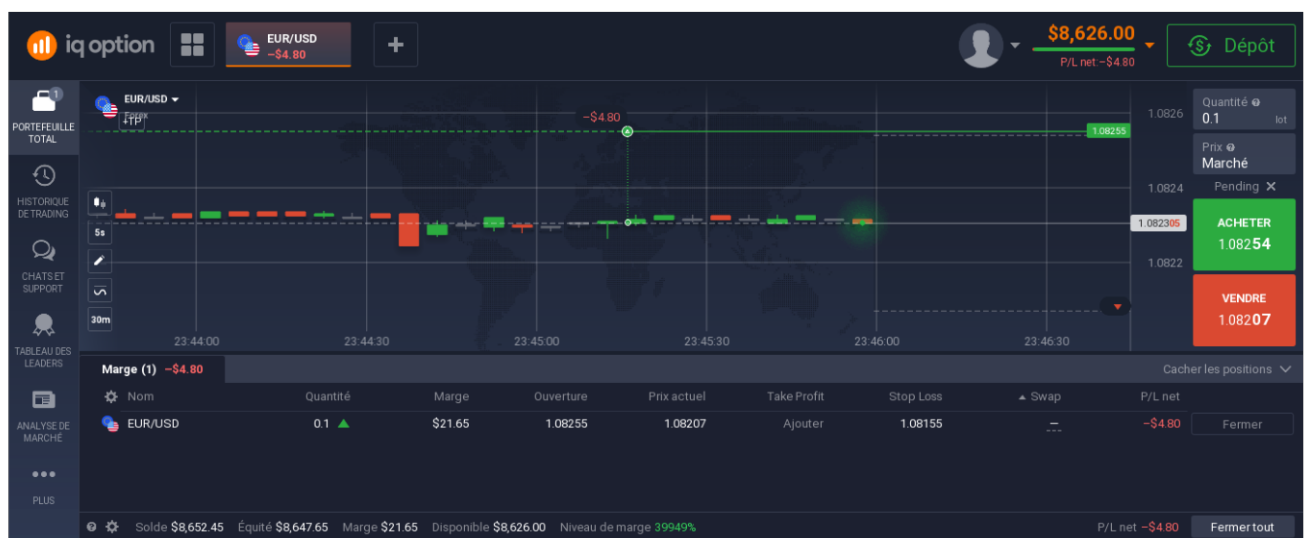 iq option
EUR/USD
−$4.80
+
$8,626.00
P/L net −$4.80
Dépôt
PORTEFEUILLE TOTAL
1
HISTORIQUE DE TRADING
CHATS ET SUPPORT
TABLEAU DES LEADERS
ANALYSE DE MARCHÉ
PLUS
EUR/USD
Forex
+TP
5s
30m
−$4.80
1.0826
1.08255
1.0824
1.082305
1.0822
23:44:00
23:44:30
23:45:00
23:45:30
23:46:00
23:46:30
Quantité
0.1 lot
Prix
Marché
Pending
ACHETER
1.08254
VENDRE
1.08207
Marge (1) −$4.80
Cacher les positions
Nom Quantité Marge Ouverture Prix actuel Take Profit Stop Loss Swap P/L net
EUR/USD 0.1 $21.65 1.08255 1.08207 Ajouter 1.08155 — −$4.80 Fermer
Solde $8,652.45 Équité $8,647.65 Marge $21.65 Disponible $8,626.00 Niveau de marge 39949% P/L net −$4.80 Fermer tout